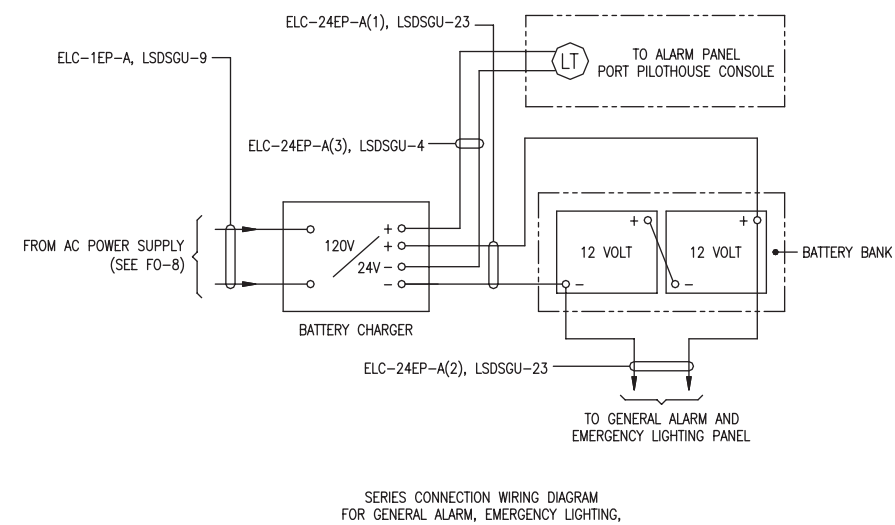 ELC-24EP-A(1), LSDSGU-23
ELC-1EP-A, LSDSGU-9
LT
TO ALARM PANEL
PORT PILOTHOUSE CONSOLE
ELC-24EP-A(3), LSDSGU-4
FROM AC POWER SUPPLY
(SEE FO-8)
120V
24V
+
+
-
-
BATTERY CHARGER
+
12 VOLT
-
+
12 VOLT
-
BATTERY BANK
ELC-24EP-A(2), LSDSGU-23
TO GENERAL ALARM AND
EMERGENCY LIGHTING PANEL
SERIES CONNECTION WIRING DIAGRAM
FOR GENERAL ALARM, EMERGENCY LIGHTING,